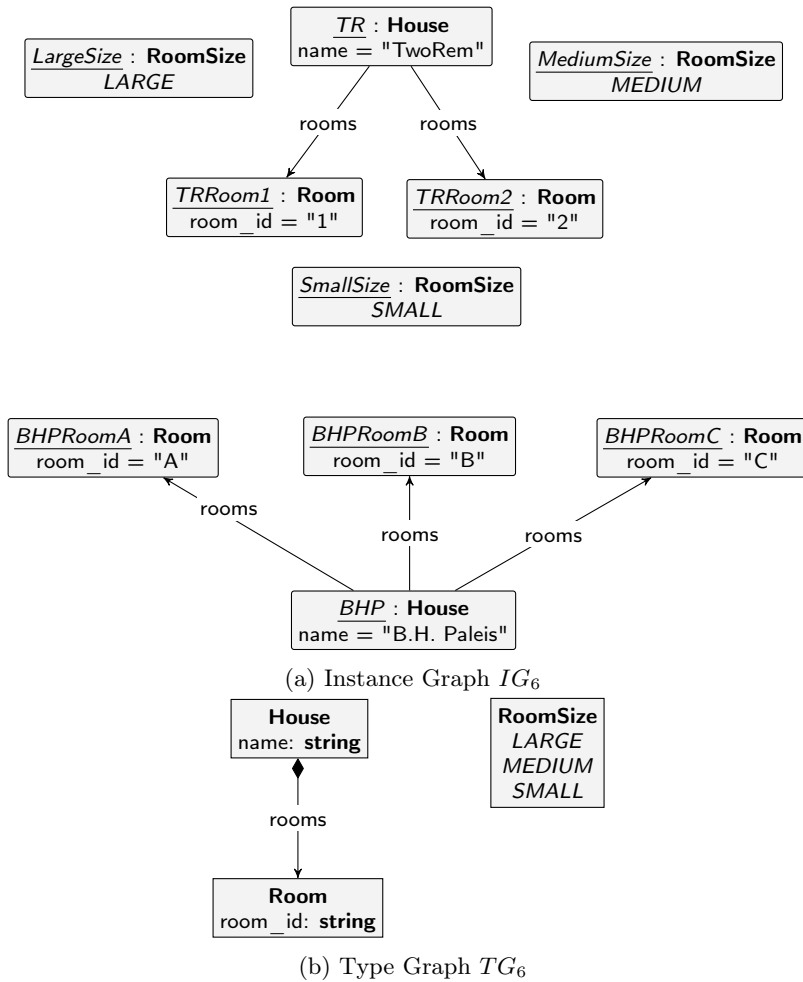 TR : House
name = "TwoRem"
LargeSize : RoomSize
LARGE
MediumSize : RoomSize
MEDIUM
rooms
rooms
TRRoom1 : Room
room_id = "1"
TRRoom2 : Room
room_id = "2"
SmallSize : RoomSize
SMALL
BHPRoomA : Room
room_id = "A"
BHPRoomB : Room
room_id = "B"
BHPRoomC : Room
room_id = "C"
rooms
rooms
rooms
BHP : House
name = "B.H. Paleis"
(a) Instance Graph IG6
House
name: string
RoomSize
LARGE
MEDIUM
SMALL
rooms
Room
room_id: string
(b) Type Graph TG6